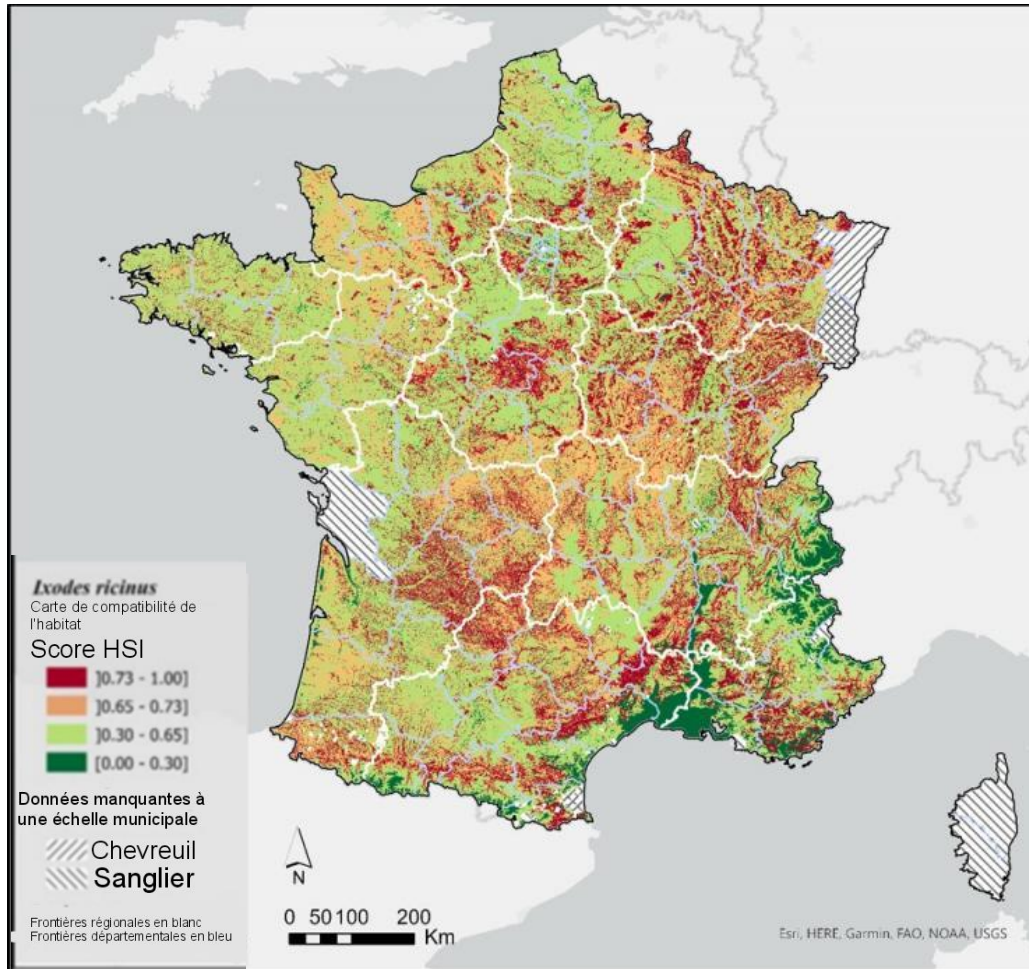 Ixodes ricinus
Carte de compatibilité de
l'habitat
Score HSI
]0.73 - 1.00]
]0.65 - 0.73]
]0.30 - 0.65]
[0.00 - 0.30]
Données manquantes à
une échelle municipale
Chevreuil
Sanglier
Frontières régionales en blanc
Frontières départementales en bleu
N
0 50 100 200
Km
Esri, HERE, Garmin, FAO, NOAA, USGS